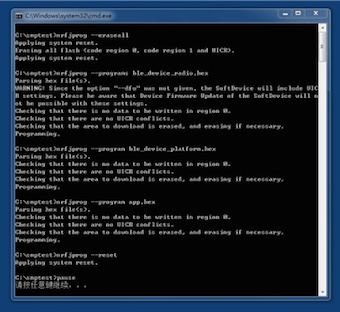 C:\Windows\system32\cmd.exe
C:\smptest>nrfjprog --eraseall
Applying system reset.
Erasing all flash (code region 0, code region 1 and UICR).
Applying system reset.
C:\smptest>nrfjprog --programs ble_device_radio.hex
Parsing hex file(s).
WARNING! Since the option "--dfu" was not given, the SoftDevice will include UIC
R settings. Please be aware that Device Firmware Update of the SoftDevice will n
ot be possible with these settings.
Checking that there is no data to be written in region 0.
Checking that there are no UICR conflicts.
Checking that the area to download is erased, and erasing if necessary.
Programming.
C:\smptest>nrfjprog --program ble_device_platform.hex
Parsing hex file(s).
Checking that there is no data to be written in region 0.
Checking that there are no UICR conflicts.
Checking that the area to download is erased, and erasing if necessary.
Programming.
C:\smptest>nrfjprog --program app.hex
Parsing hex file(s).
Checking that there is no data to be written in region 0.
Checking that there are no UICR conflicts.
Checking that the area to download is erased, and erasing if necessary.
Programming.
C:\smptest>nrfjprog --reset
Applying system reset.
C:\smptest>pause
请按任意键继续. . .